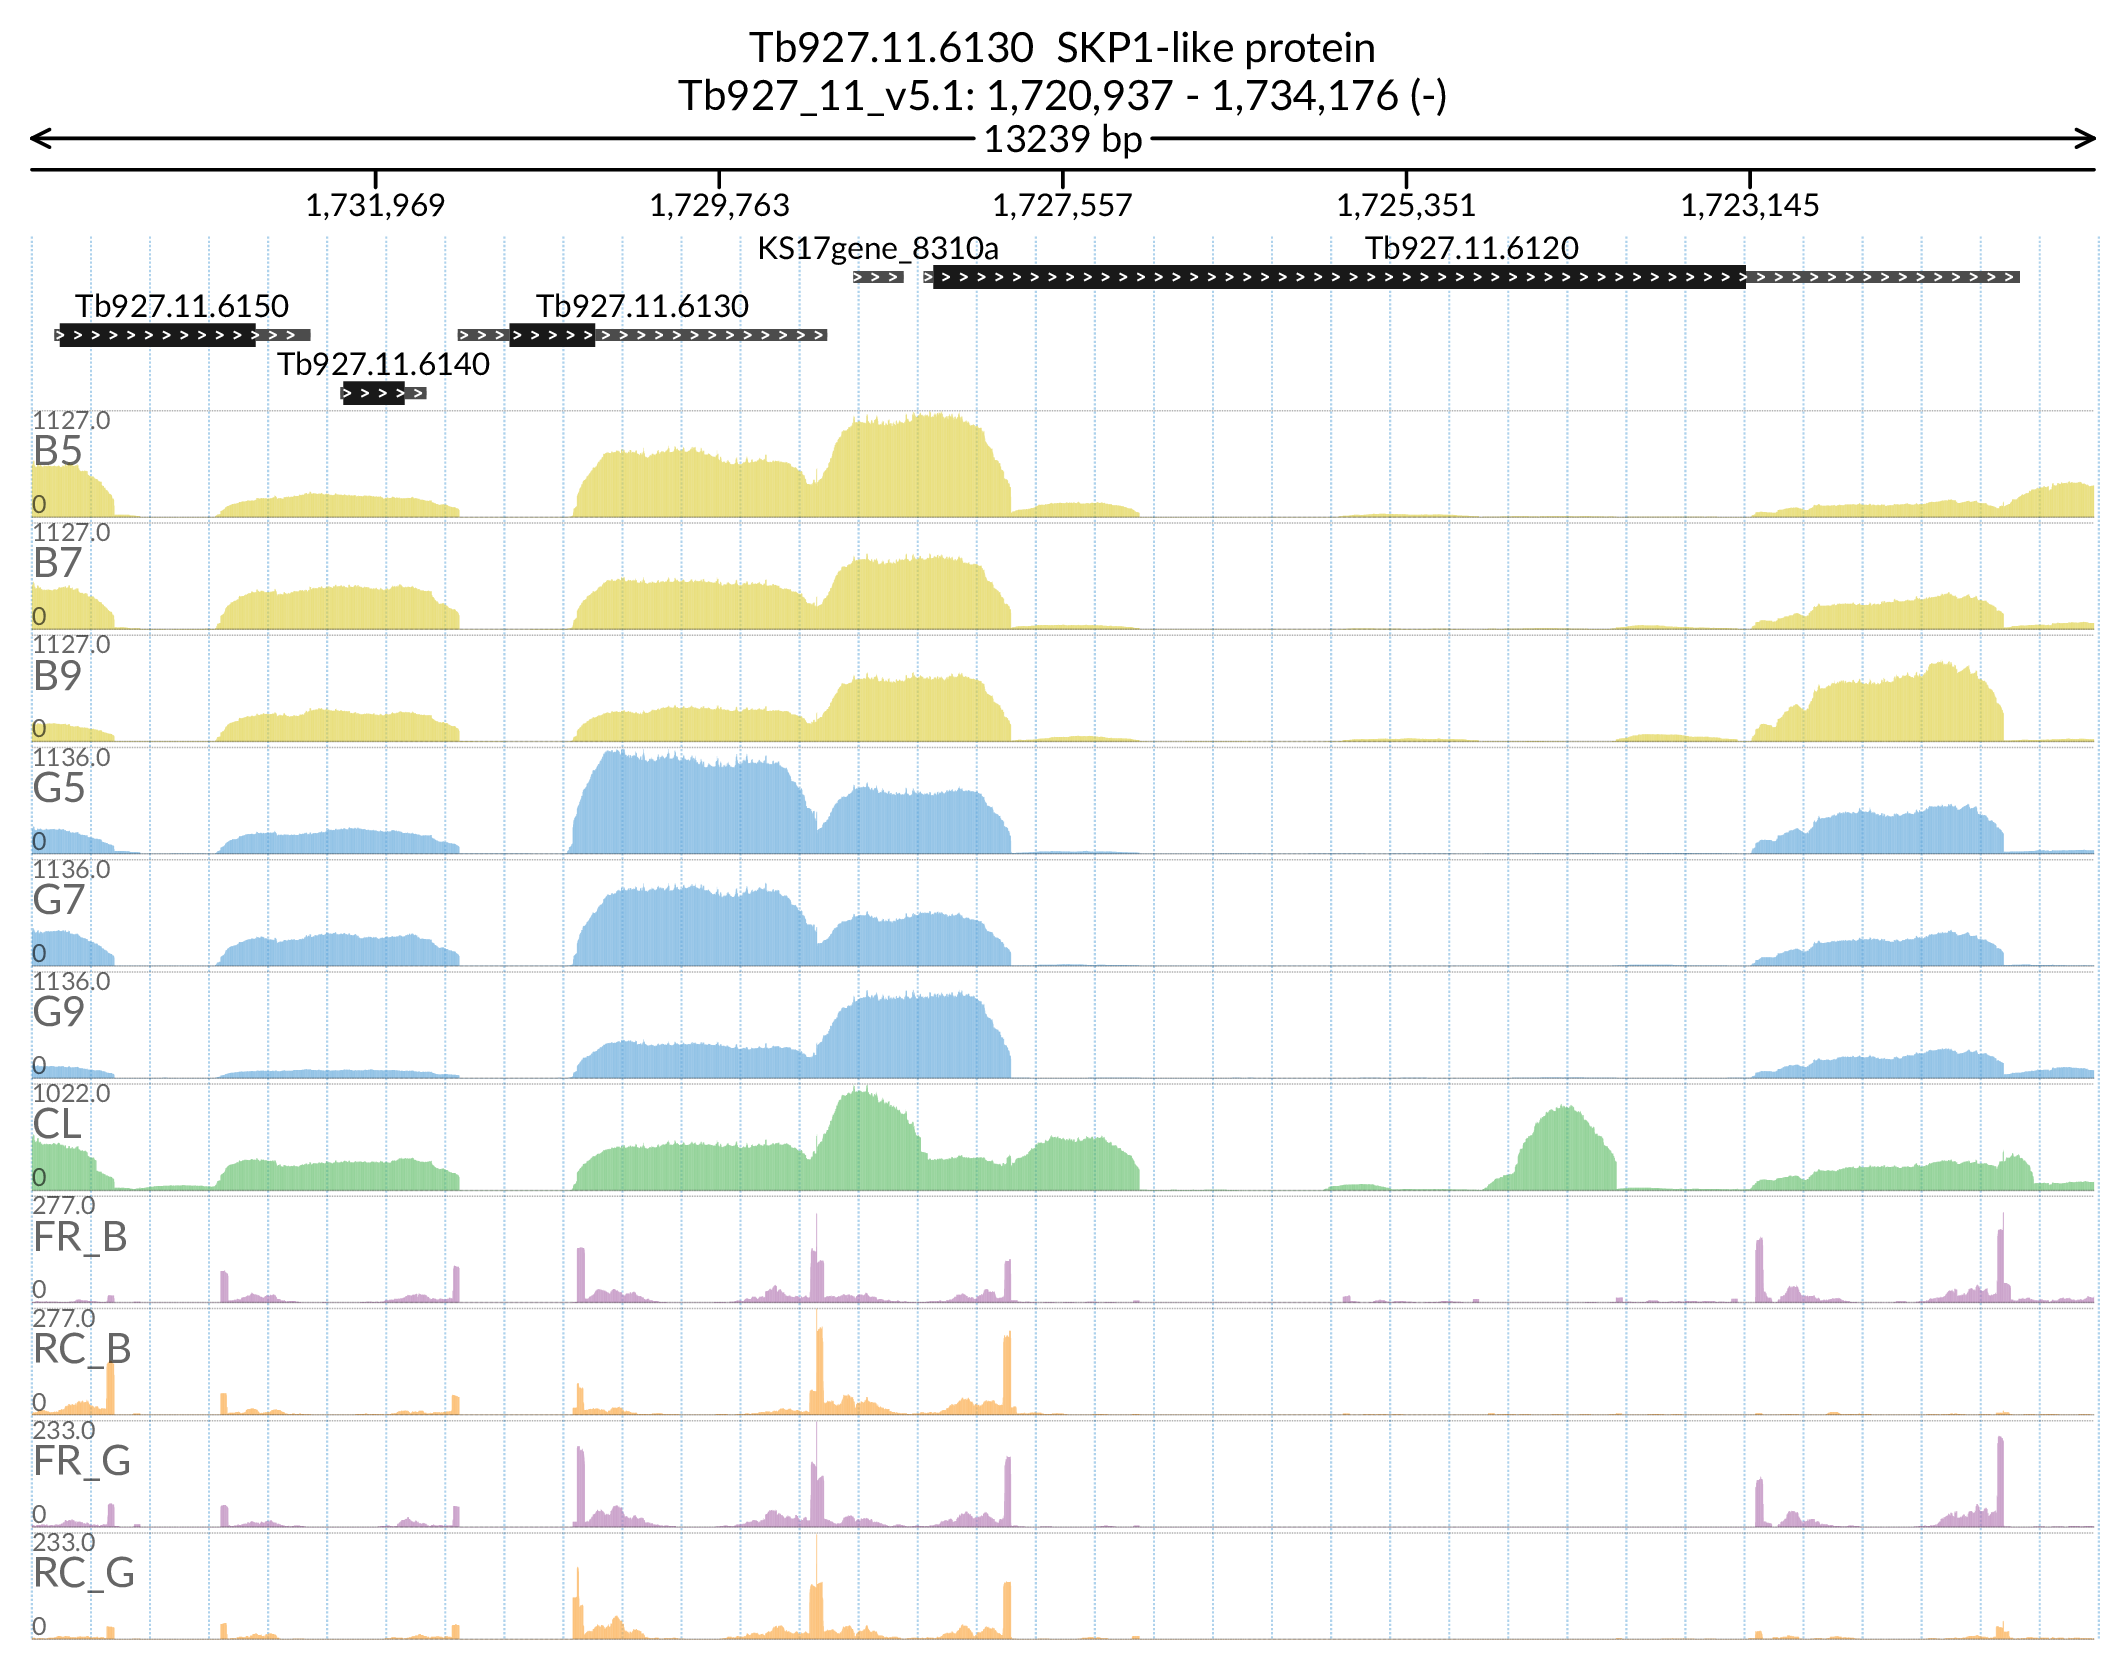 Tb927.11.6130  SKP1-like protein
Tb927_11_v5.1: 1,720,937 - 1,734,176 (-)
13239 bp
1,731,969 1,729,763 1,727,557 1,725,351 1,723,145
KS17gene_8310a Tb927.11.6120
Tb927.11.6150 Tb927.11.6130
Tb927.11.6140
1127.0
B5
0
1127.0
B7
0
1127.0
B9
0
1136.0
G5
0
1136.0
G7
0
1136.0
G9
0
1022.0
CL
0
277.0
FR_B
0
277.0
RC_B
0
233.0
FR_G
0
233.0
RC_G
0